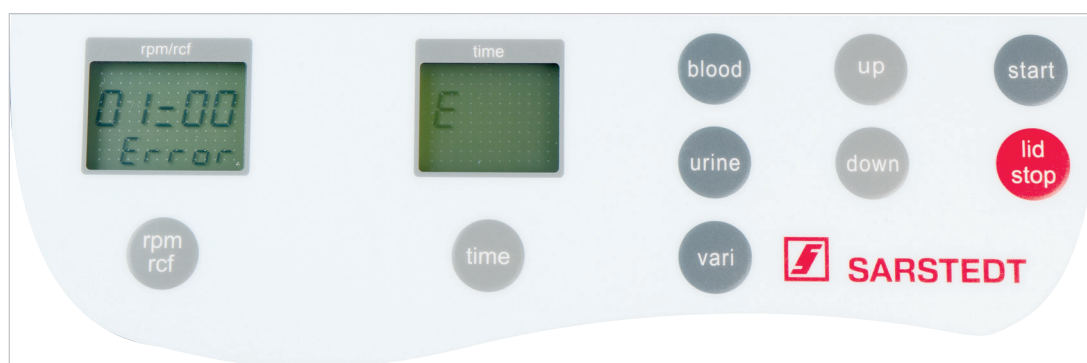 rpm/rcf
01=00
Error
time
E
blood
up
start
urine
down
lid
stop
rpm
rcf
time
vari
SARSTEDT